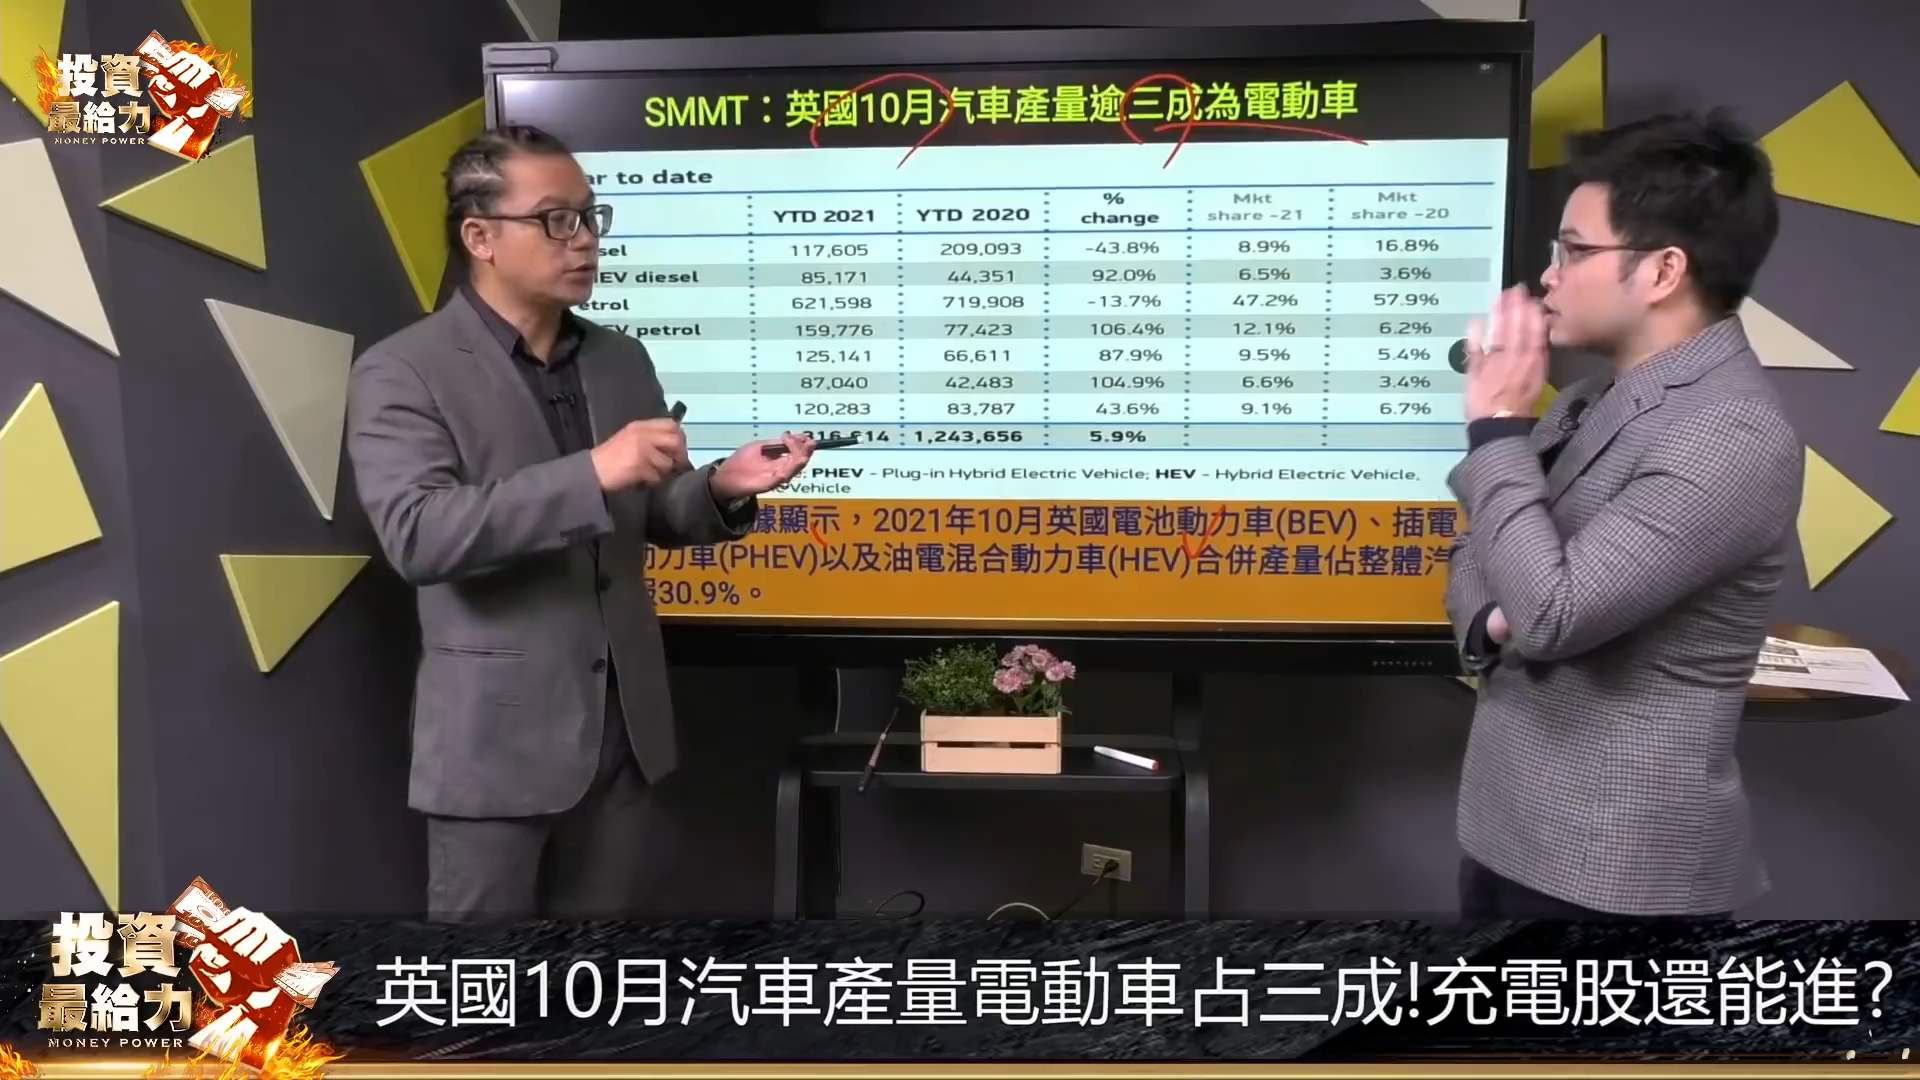 投資
最給力
MONEY POWER
SMMT：英國10月汽車產量逾三成為電動車
ar to date
YTD 2021 YTD 2020 % change Mkt share -21 Mkt share -20
sel 117,605 209,093 -43.8% 8.9% 16.8%
EV diesel 85,171 44,351 92.0% 6.5% 3.6%
etrol 621,598 719,908 -13.7% 47.2% 57.9%
EV petrol 159,776 77,423 106.4% 12.1% 6.2%
125,141 66,611 87.9% 9.5% 5.4%
87,040 42,483 104.9% 6.6% 3.4%
120,283 83,787 43.6% 9.1% 6.7%
1,243,656 5.9%
PHEV - Plug-in Hybrid Electric Vehicle; HEV - Hybrid Electric Vehicle,
Vehicle
據顯示，2021年10月英國電池動力車(BEV)、插電
動力車(PHEV)以及油電混合動力車(HEV)合併產量佔整體汽
30.9%。
投資
最給力
MONEY POWER
英國10月汽車產量電動車占三成!充電股還能進?